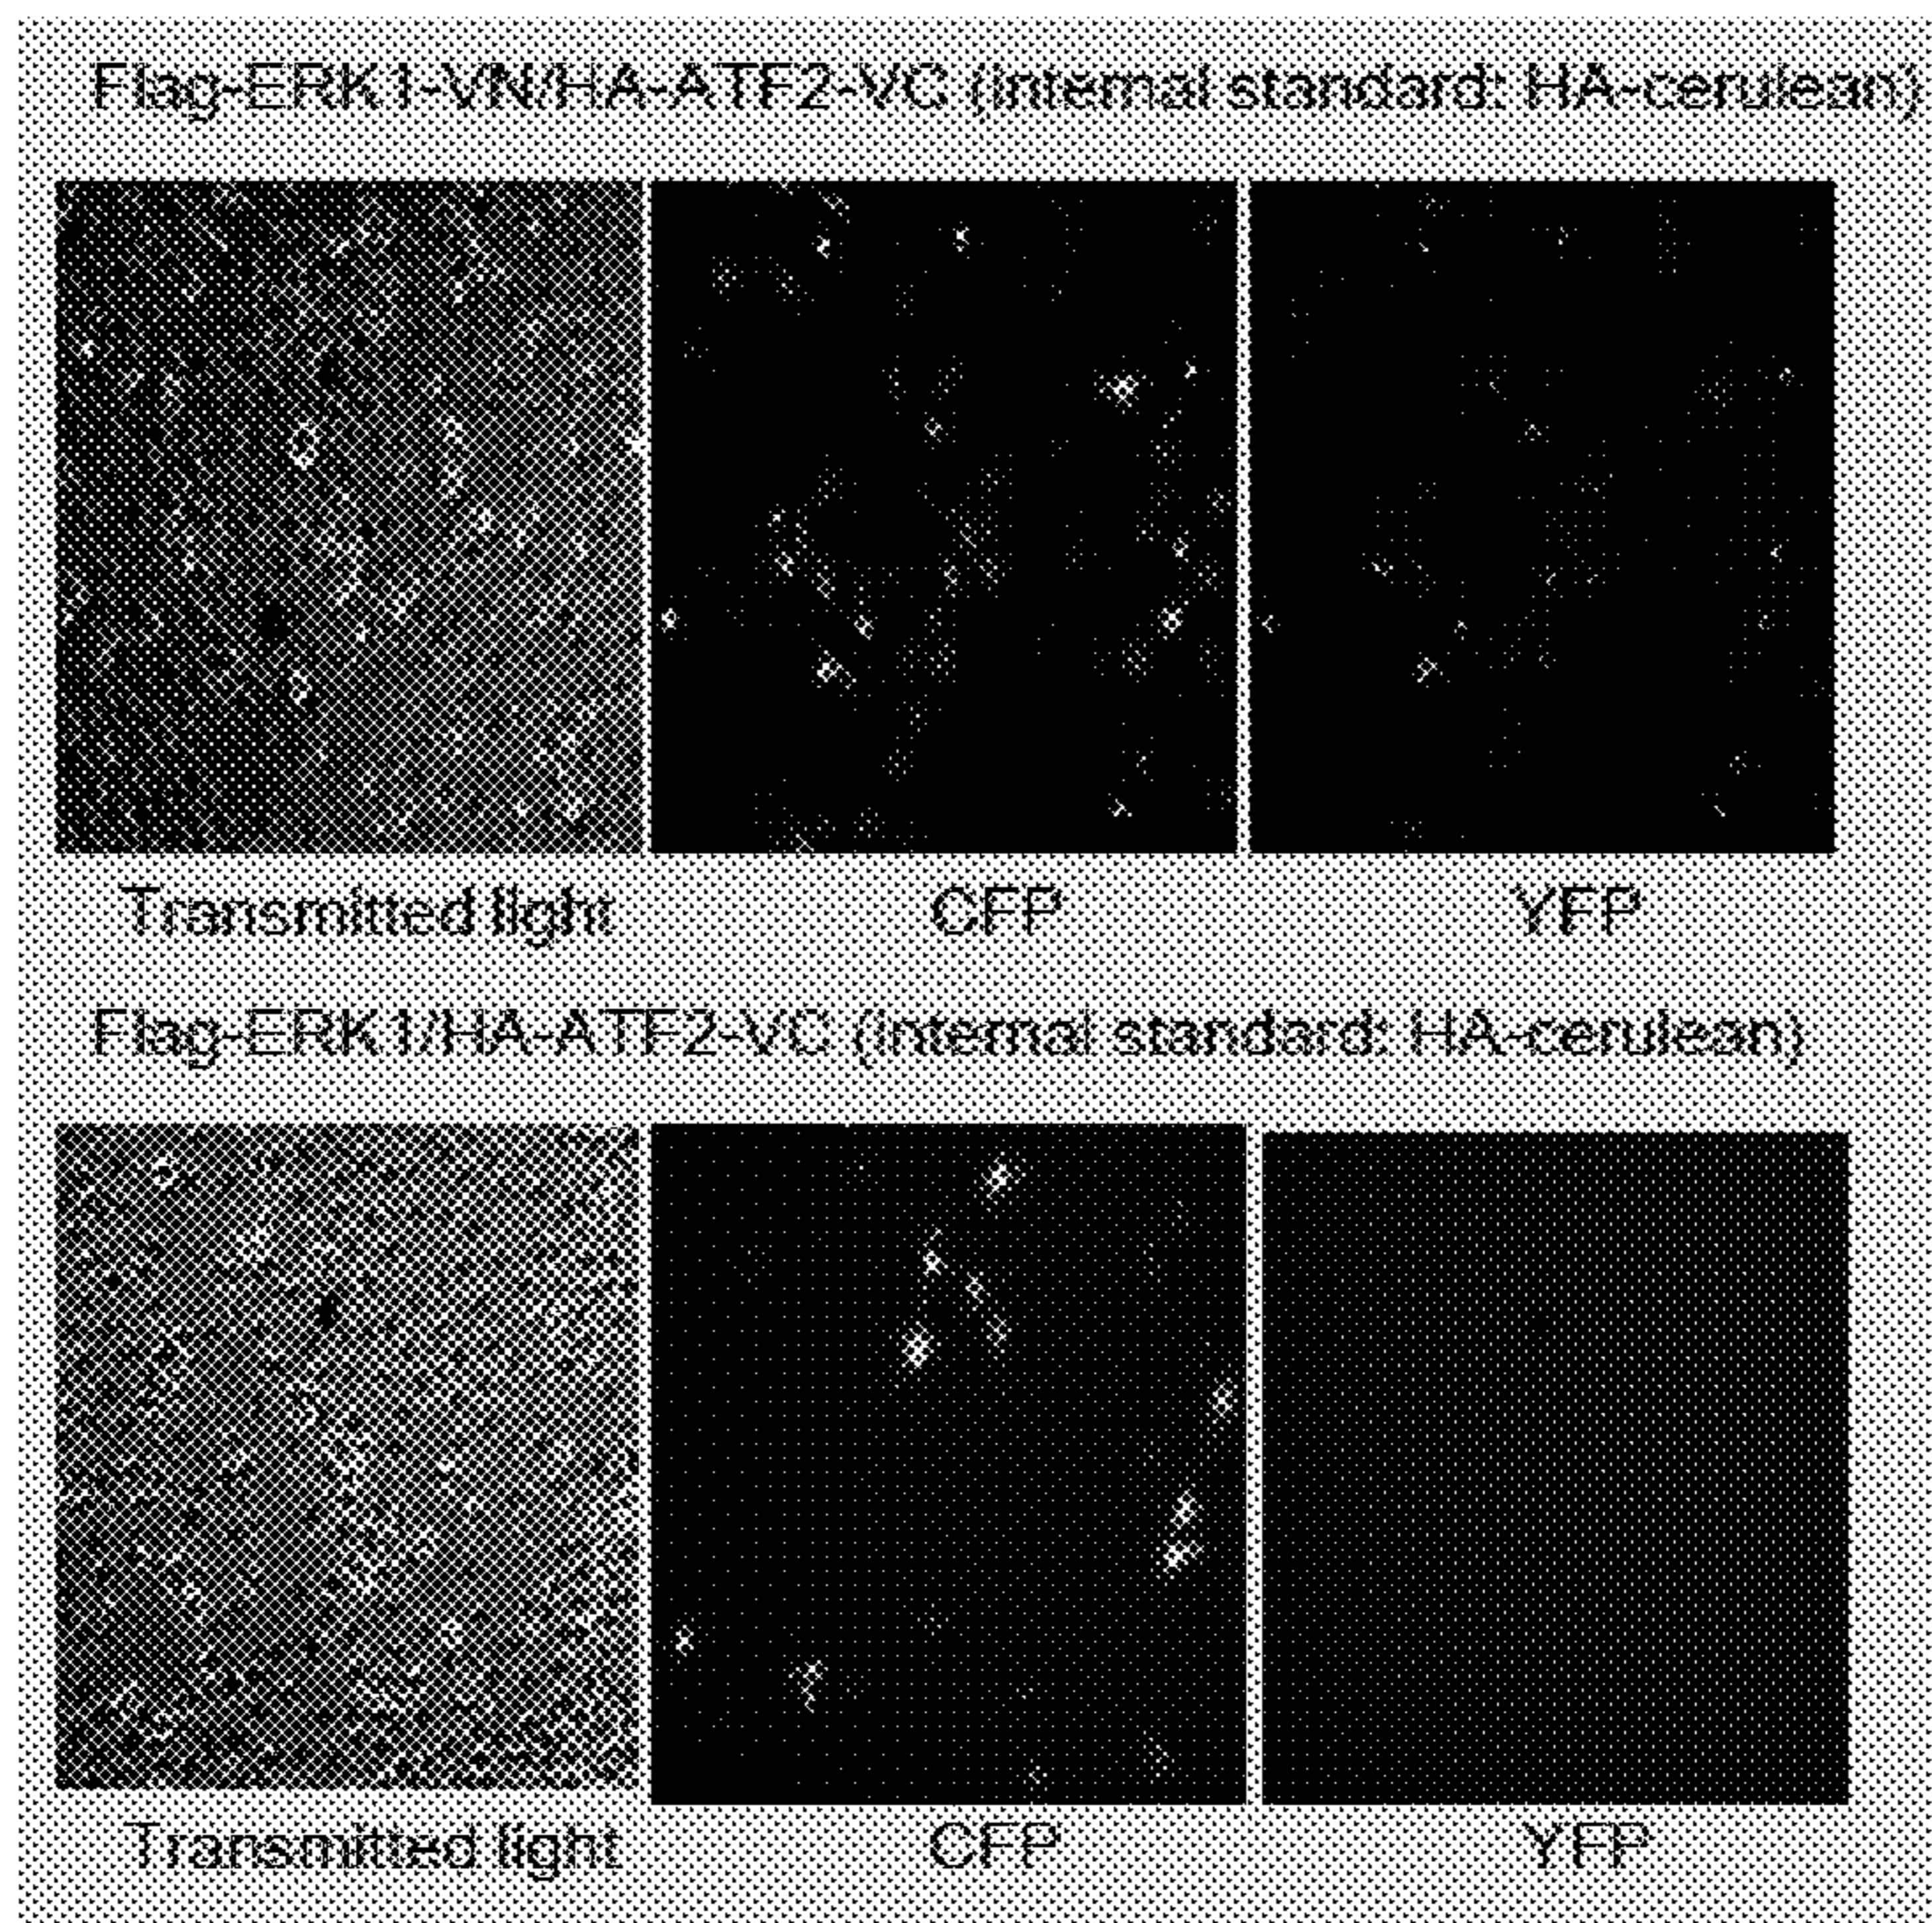 Flag-ERK1-VN/HA-ATF2-VC (internal standard: HA-cerulean)
Transmitted light CFP YFP
Flag-ERK1/HA-ATF2-VC (internal standard: HA-cerulean)
Transmitted light CFP YFP